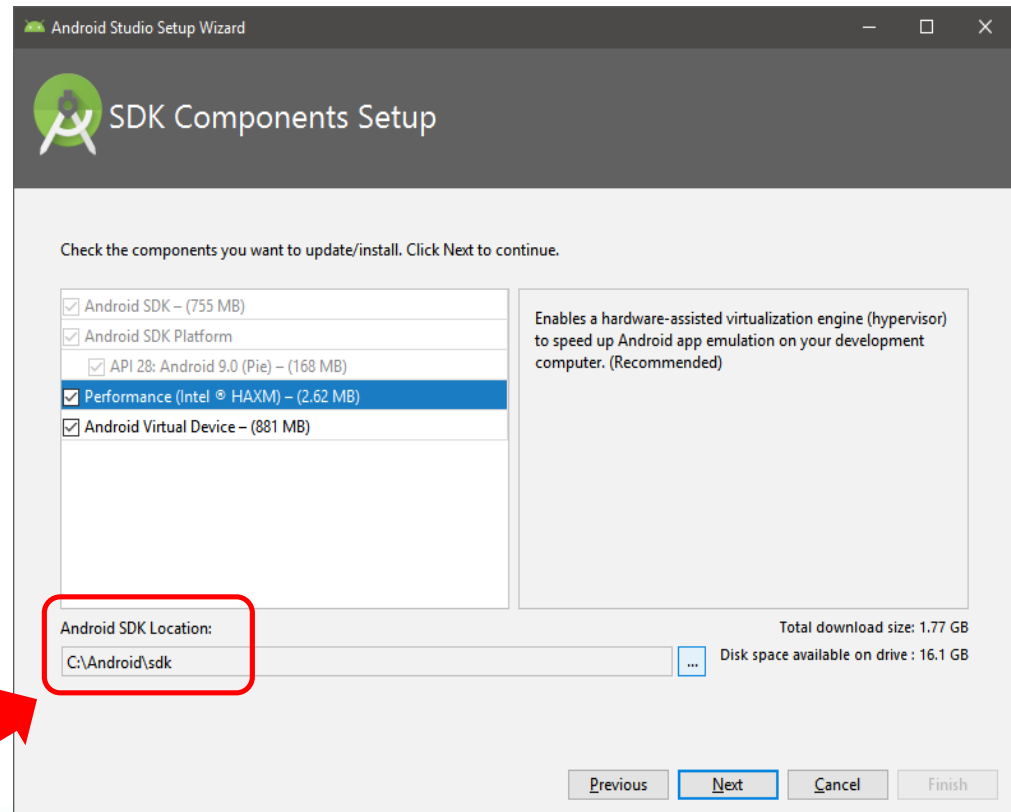 Android Studio Setup Wizard
SDK Components Setup
Check the components you want to update/install. Click Next to continue.
Android SDK – (755 MB)
Android SDK Platform
API 28: Android 9.0 (Pie) – (168 MB)
Performance (Intel ® HAXM) – (2.62 MB)
Android Virtual Device – (881 MB)
Enables a hardware-assisted virtualization engine (hypervisor)
to speed up Android app emulation on your development
computer. (Recommended)
Android SDK Location:
Total download size: 1.77 GB
C:\Android\sdk
...
Disk space available on drive : 16.1 GB
Previous
Next
Cancel
Finish